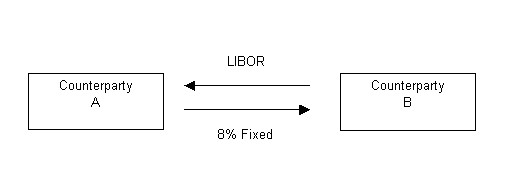 LIBOR
Counterparty
A
Counterparty
B
8% Fixed